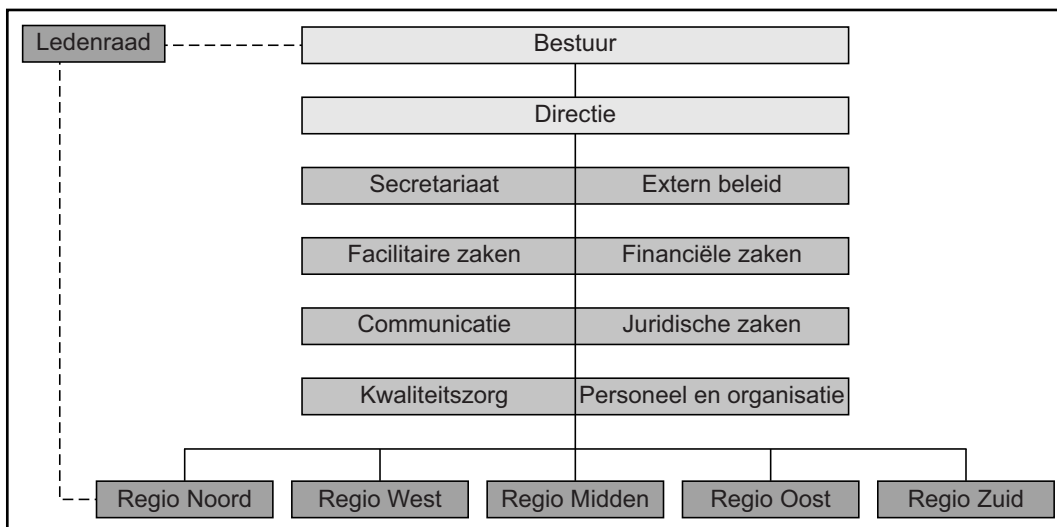 Ledenraad
Bestuur
Directie
Secretariaat
Extern beleid
Facilitaire zaken
Financiële zaken
Communicatie
Juridische zaken
Kwaliteitszorg
Personeel en organisatie
Regio Noord
Regio West
Regio Midden
Regio Oost
Regio Zuid